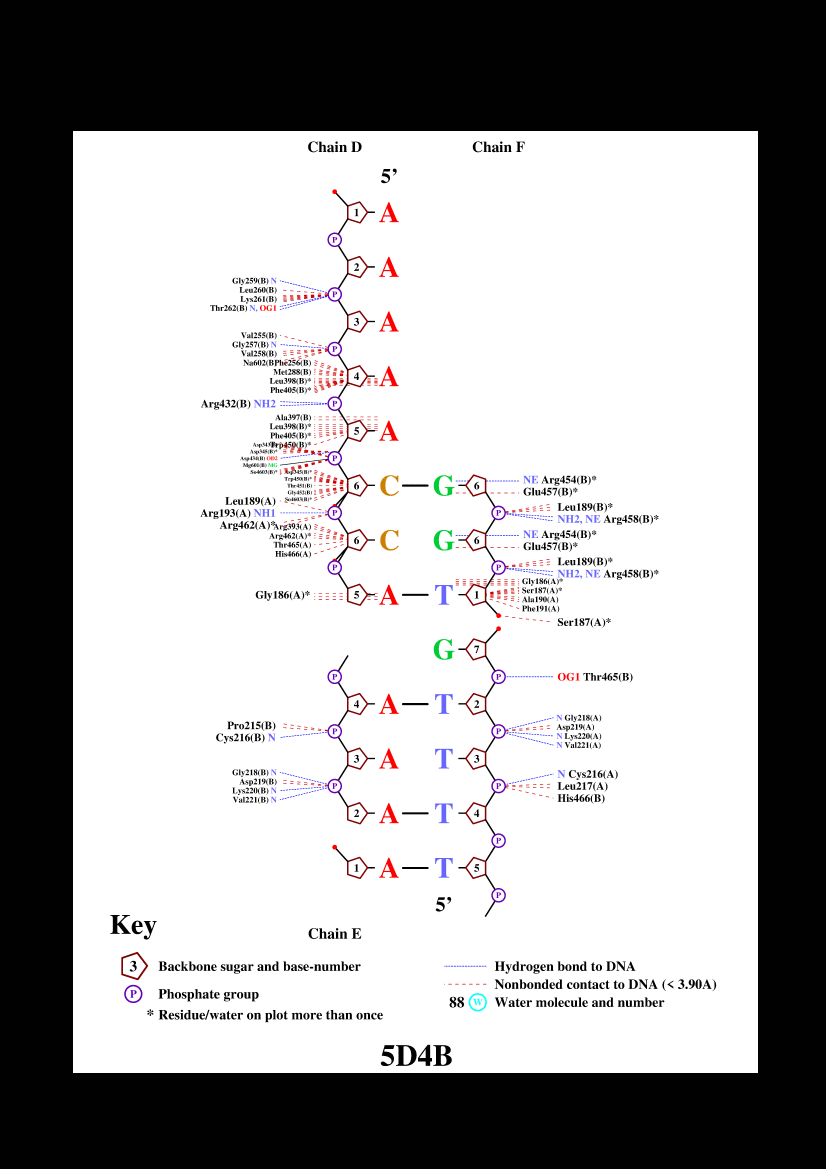 Chain D Chain F
5’
1 A
P
2 A
Gly259(B) N
Leu260(B)
Lys261(B)
Thr262(B) N, OG1
P
3 A
Val255(B)
Gly257(B) N
Val258(B)
P
Na602(B) Phe256(B)
Met288(B)
Leu398(B)*
Phe405(B)*
4 A
Arg432(B) NH2 P
Ala397(B)
Leu398(B)*
Phe405(B)*
Trp450(B)*
5 A
Asp345(B)*
Asp434(B) OD2
Mg601(B) MG
So4603(B)*
P
Asp345(B)*
Trp450(B)*
Thr451(B)
Gly452(B)
So4603(B)*
6 C G 6
NE Arg454(B)*
Glu457(B)*
Leu189(A)
Arg193(A) NH1
Arg462(A)*
P P
Leu189(B)*
NH2, NE Arg458(B)*
Arg393(A)
Arg462(A)*
Thr465(A)
His466(A)
6 C G 6
NE Arg454(B)*
Glu457(B)*
P P
Leu189(B)*
NH2, NE Arg458(B)*
Gly186(A)* 5 A T 1
Gly186(A)*
Ser187(A)*
Ala190(A)
Phe191(A)
Ser187(A)*
G 7
P P OG1 Thr465(B)
4 A T 2
Pro215(B)
Cys216(B) N
P P
N Gly218(A)
Asp219(A)
N Lys220(A)
N Val221(A)
3 A T 3
Gly218(B) N
Asp219(B)
Lys220(B) N
Val221(B) N
P P
N Cys216(A)
Leu217(A)
His466(B)
2 A T 4
P
1 A T 5
P
5’
Chain E
Key
3 Backbone sugar and base-number
P Phosphate group
* Residue/water on plot more than once
Hydrogen bond to DNA
Nonbonded contact to DNA (< 3.90A)
88 W Water molecule and number
5D4B